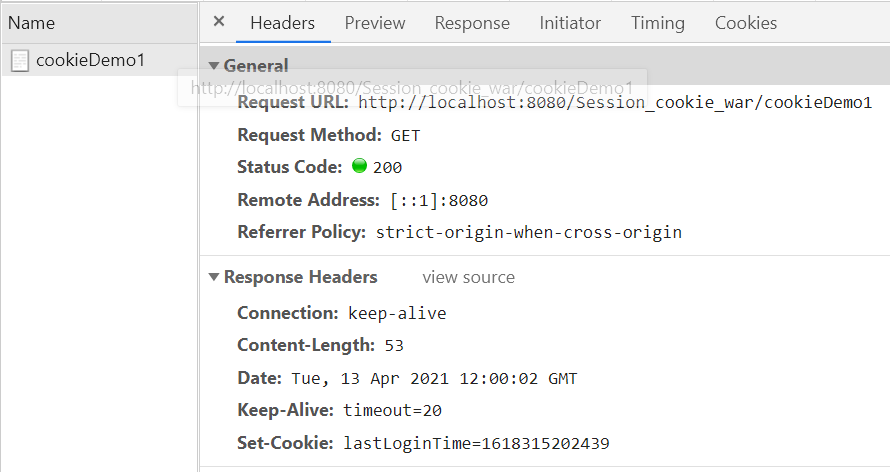 Name
cookieDemo1
Headers Preview Response Initiator Timing Cookies
General
http://localhost:8080/Session_cookie_war/cookieDemo1
Request URL: http://localhost:8080/Session_cookie_war/cookieDemo1
Request Method: GET
Status Code: 200
Remote Address: [::1]:8080
Referrer Policy: strict-origin-when-cross-origin
Response Headers view source
Connection: keep-alive
Content-Length: 53
Date: Tue, 13 Apr 2021 12:00:02 GMT
Keep-Alive: timeout=20
Set-Cookie: lastLoginTime=1618315202439